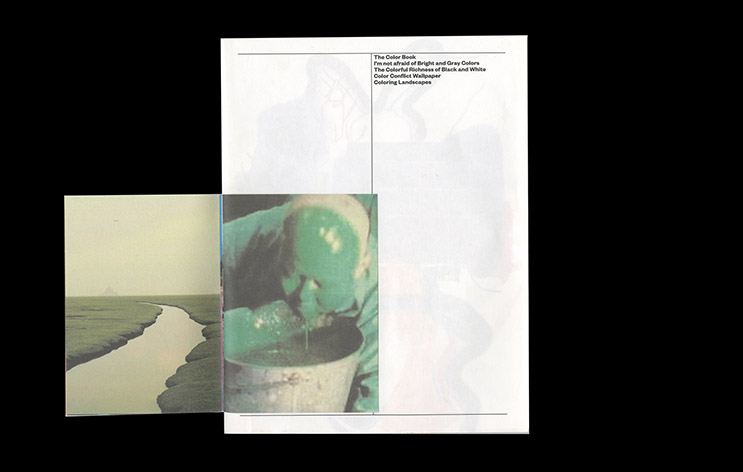 The Color Book
I'm not afraid of Bright and Gray Colors
The Colorful Richness of Black and White
Color Conflict Wallpaper
Coloring Landscapes